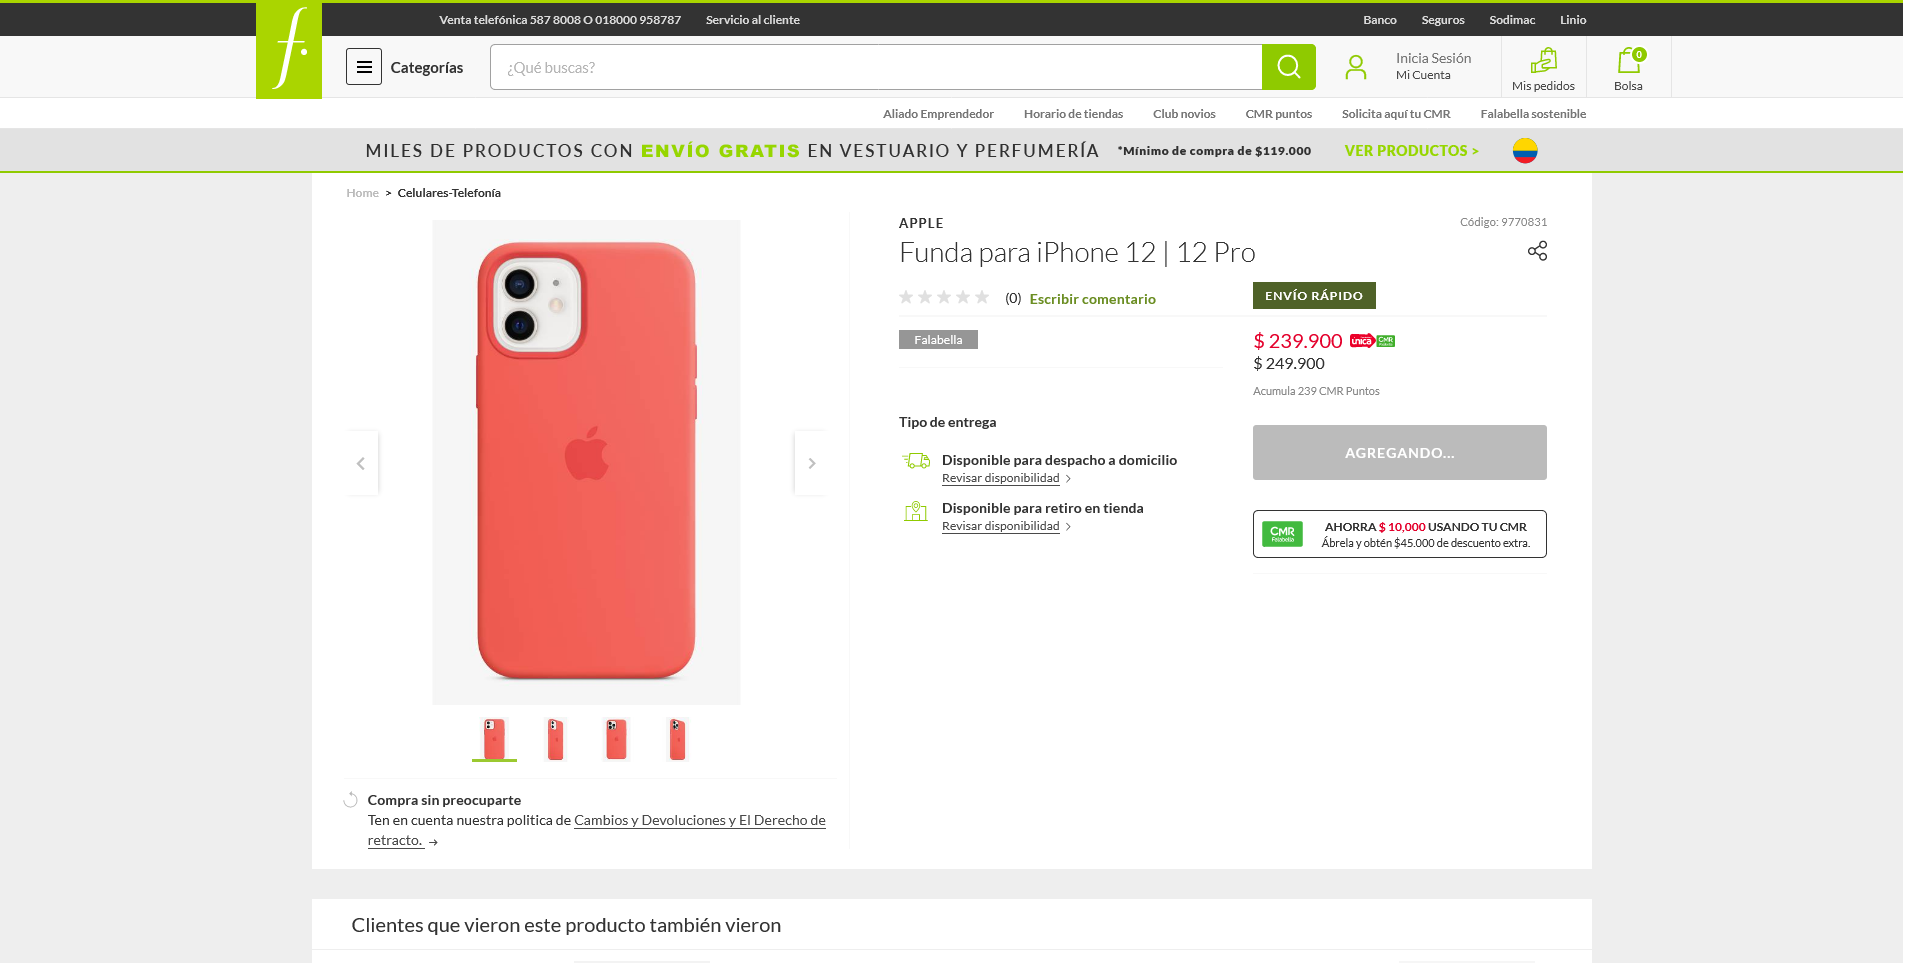 Venta telefónica 587 8008 O 018000 958787 Servicio al cliente Banco Seguros Sodimac Linio
f.
Categorías ¿Qué buscas? Inicia Sesión
Mi Cuenta
Mis pedidos
0
Bolsa
Aliado Emprendedor Horario de tiendas Club novios CMR puntos Solicita aquí tu CMR Falabella sostenible
MILES DE PRODUCTOS CON ENVÍO GRATIS EN VESTUARIO Y PERFUMERÍA *Mínimo de compra de $119.000 VER PRODUCTOS >
Home > Celulares-Telefonía
APPLE Código: 9770831
Funda para iPhone 12 | 12 Pro
(0) Escribir comentario ENVÍO RÁPIDO
Falabella
$ 239.900 unica CMR
$ 249.900
Acumula 239 CMR Puntos
Tipo de entrega
Disponible para despacho a domicilio
Revisar disponibilidad >
Disponible para retiro en tienda
Revisar disponibilidad >
AGREGANDO...
CMR
Falabella
AHORRA $ 10,000 USANDO TU CMR
Ábrela y obtén $45.000 de descuento extra.
Compra sin preocuparte
Ten en cuenta nuestra politica de Cambios y Devoluciones y El Derecho de
retracto. →
Clientes que vieron este producto también vieron